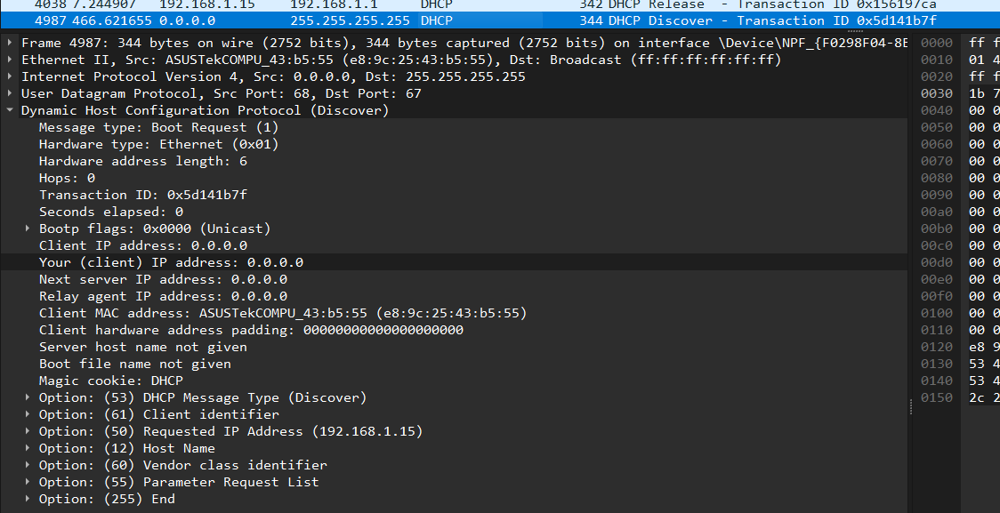 4038 7.244907 192.168.1.15 192.168.1.1 DHCP 342 DHCP Release - Transaction ID 0x156197ca
4987 466.621655 0.0.0.0 255.255.255.255 DHCP 344 DHCP Discover - Transaction ID 0x5d141b7f
Frame 4987: 344 bytes on wire (2752 bits), 344 bytes captured (2752 bits) on interface \Device\NPF_{F0298F04-8E
Ethernet II, Src: ASUSTekCOMPU_43:b5:55 (e8:9c:25:43:b5:55), Dst: Broadcast (ff:ff:ff:ff:ff:ff)
Internet Protocol Version 4, Src: 0.0.0.0, Dst: 255.255.255.255
User Datagram Protocol, Src Port: 68, Dst Port: 67
Dynamic Host Configuration Protocol (Discover)
Message type: Boot Request (1)
Hardware type: Ethernet (0x01)
Hardware address length: 6
Hops: 0
Transaction ID: 0x5d141b7f
Seconds elapsed: 0
Bootp flags: 0x0000 (Unicast)
Client IP address: 0.0.0.0
Your (client) IP address: 0.0.0.0
Next server IP address: 0.0.0.0
Relay agent IP address: 0.0.0.0
Client MAC address: ASUSTekCOMPU_43:b5:55 (e8:9c:25:43:b5:55)
Client hardware address padding: 00000000000000000000
Server host name not given
Boot file name not given
Magic cookie: DHCP
Option: (53) DHCP Message Type (Discover)
Option: (61) Client identifier
Option: (50) Requested IP Address (192.168.1.15)
Option: (12) Host Name
Option: (60) Vendor class identifier
Option: (55) Parameter Request List
Option: (255) End
0000 ff f
0010 01 4
0020 ff f
0030 1b 7
0040 00 0
0050 00 0
0060 00 0
0070 00 0
0080 00 0
0090 00 0
00a0 00 0
00b0 00 0
00c0 00 0
00d0 00 0
00e0 00 0
00f0 00 0
0100 00 0
0110 00 0
0120 e8 9
0130 53 4
0140 53 4
0150 2c 2